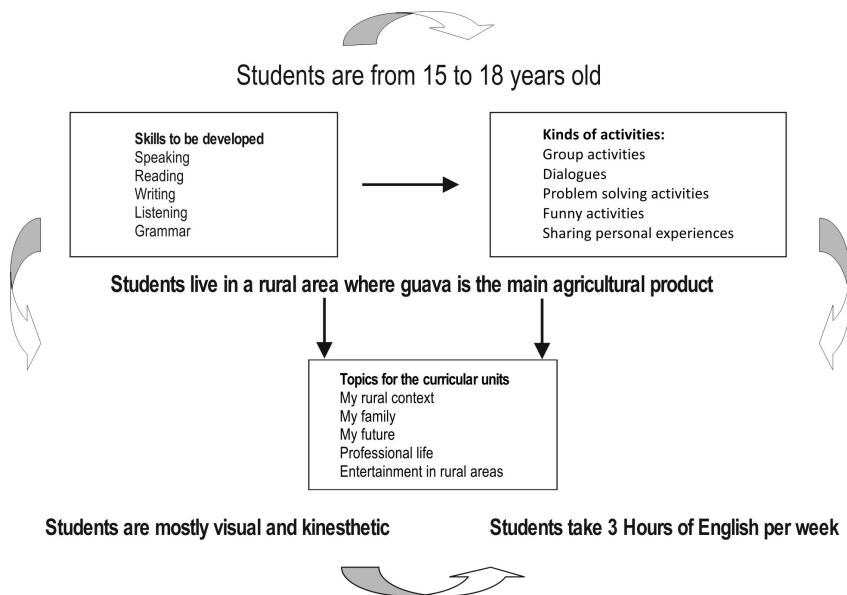 Students are from 15 to 18 years old
Skills to be developed
Speaking
Reading
Writing
Listening
Grammar
Kinds of activities:
Group activities
Dialogues
Problem solving activities
Funny activities
Sharing personal experiences
Students live in a rural area where guava is the main agricultural product
Topics for the curricular units
My rural context
My family
My future
Professional life
Entertainment in rural areas
Students are mostly visual and kinesthetic
Students take 3 Hours of English per week